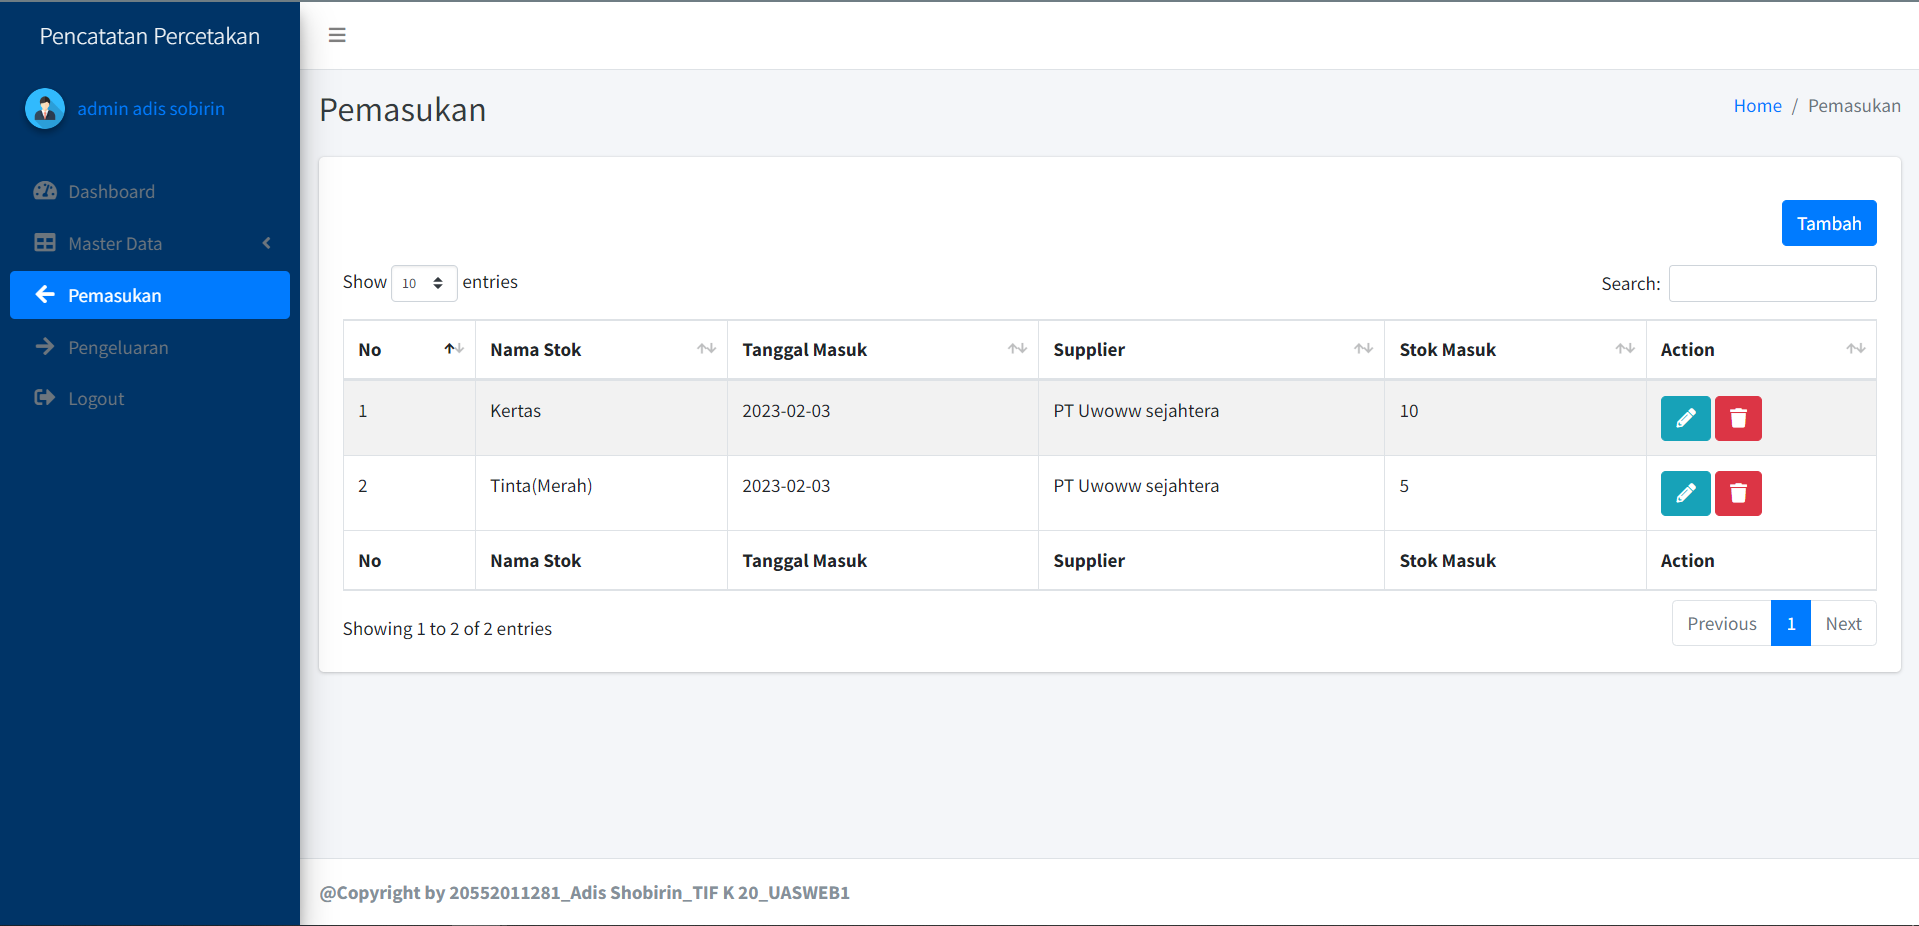 Pencatatan Percetakan
admin adis sobirin
Dashboard
Master Data
Pemasukan
Pengeluaran
Logout
Pemasukan
Home / Pemasukan
Tambah
Show 10 entries
Search:
No Nama Stok Tanggal Masuk Supplier Stok Masuk Action
1 Kertas 2023-02-03 PT Uwoww sejahtera 10
2 Tinta(Merah) 2023-02-03 PT Uwoww sejahtera 5
No Nama Stok Tanggal Masuk Supplier Stok Masuk Action
Showing 1 to 2 of 2 entries
Previous 1 Next
@Copyright by 20552011281_Adis Shobirin_TIF K 20_UASWEB1